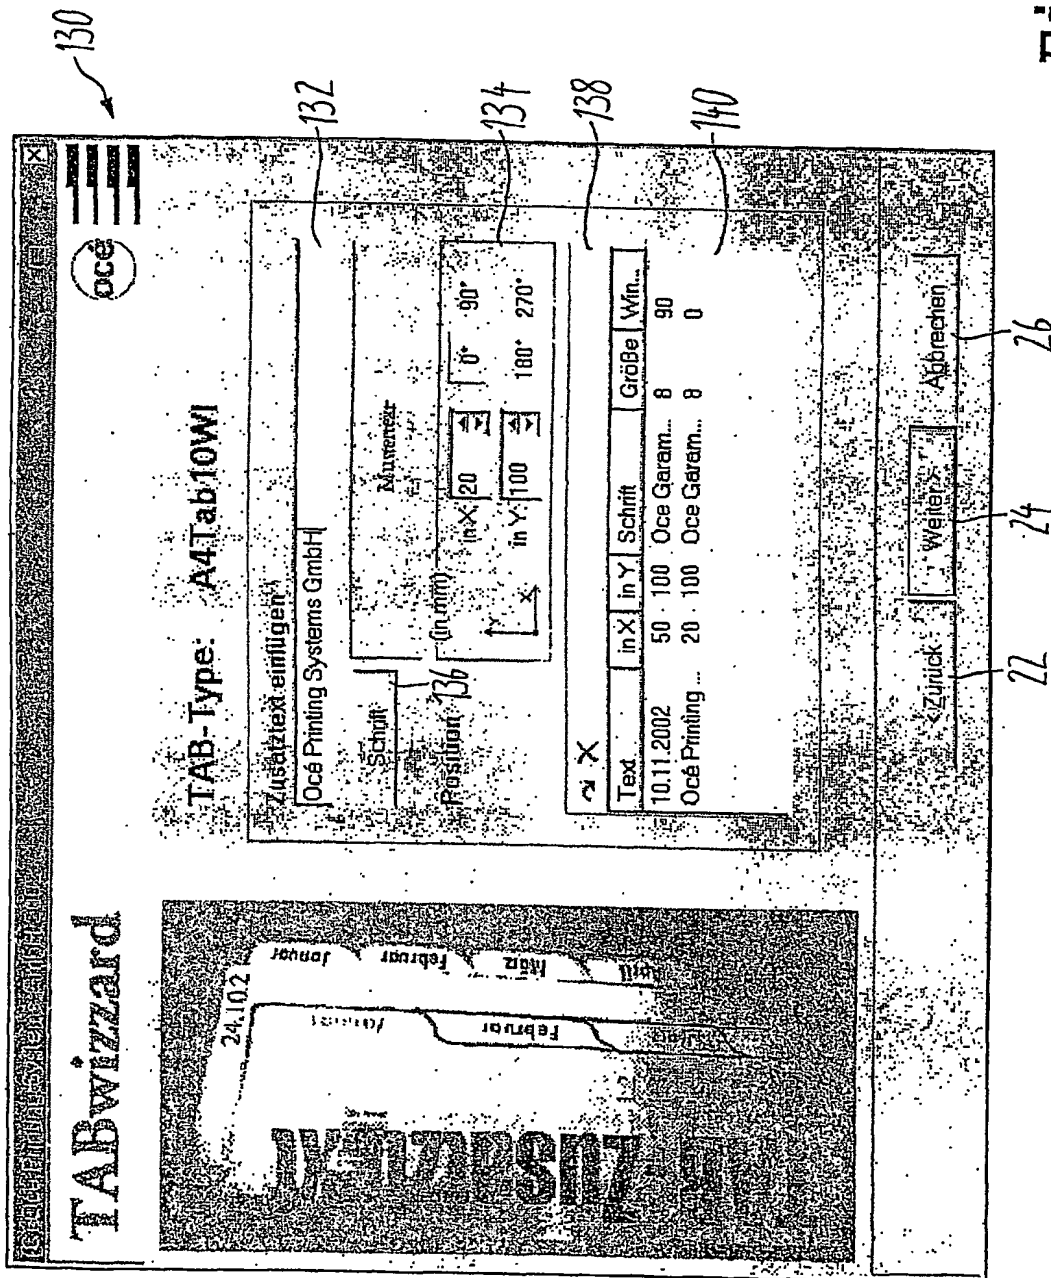 130
TABwizzard
océ
TAB-Type: A4Tab10WI
Zusatztext einfügen
Océ Printing Systems GmbH
132
Schrift
136
Position
(in mm)
134
Y
X
in X: 20
0° 90°
in Y: 100
180° 270°
138
Text in X in Y Schrift Größe Win...
10.11.2002 50 100 Oce Garam... 8 90
Océ Printing ... 20 100 Oce Garam... 8 0
140
24.10.2
Januar
Februar
März
April
Februar
<Zurück
Weiter>
Abbrechen
22
24
26